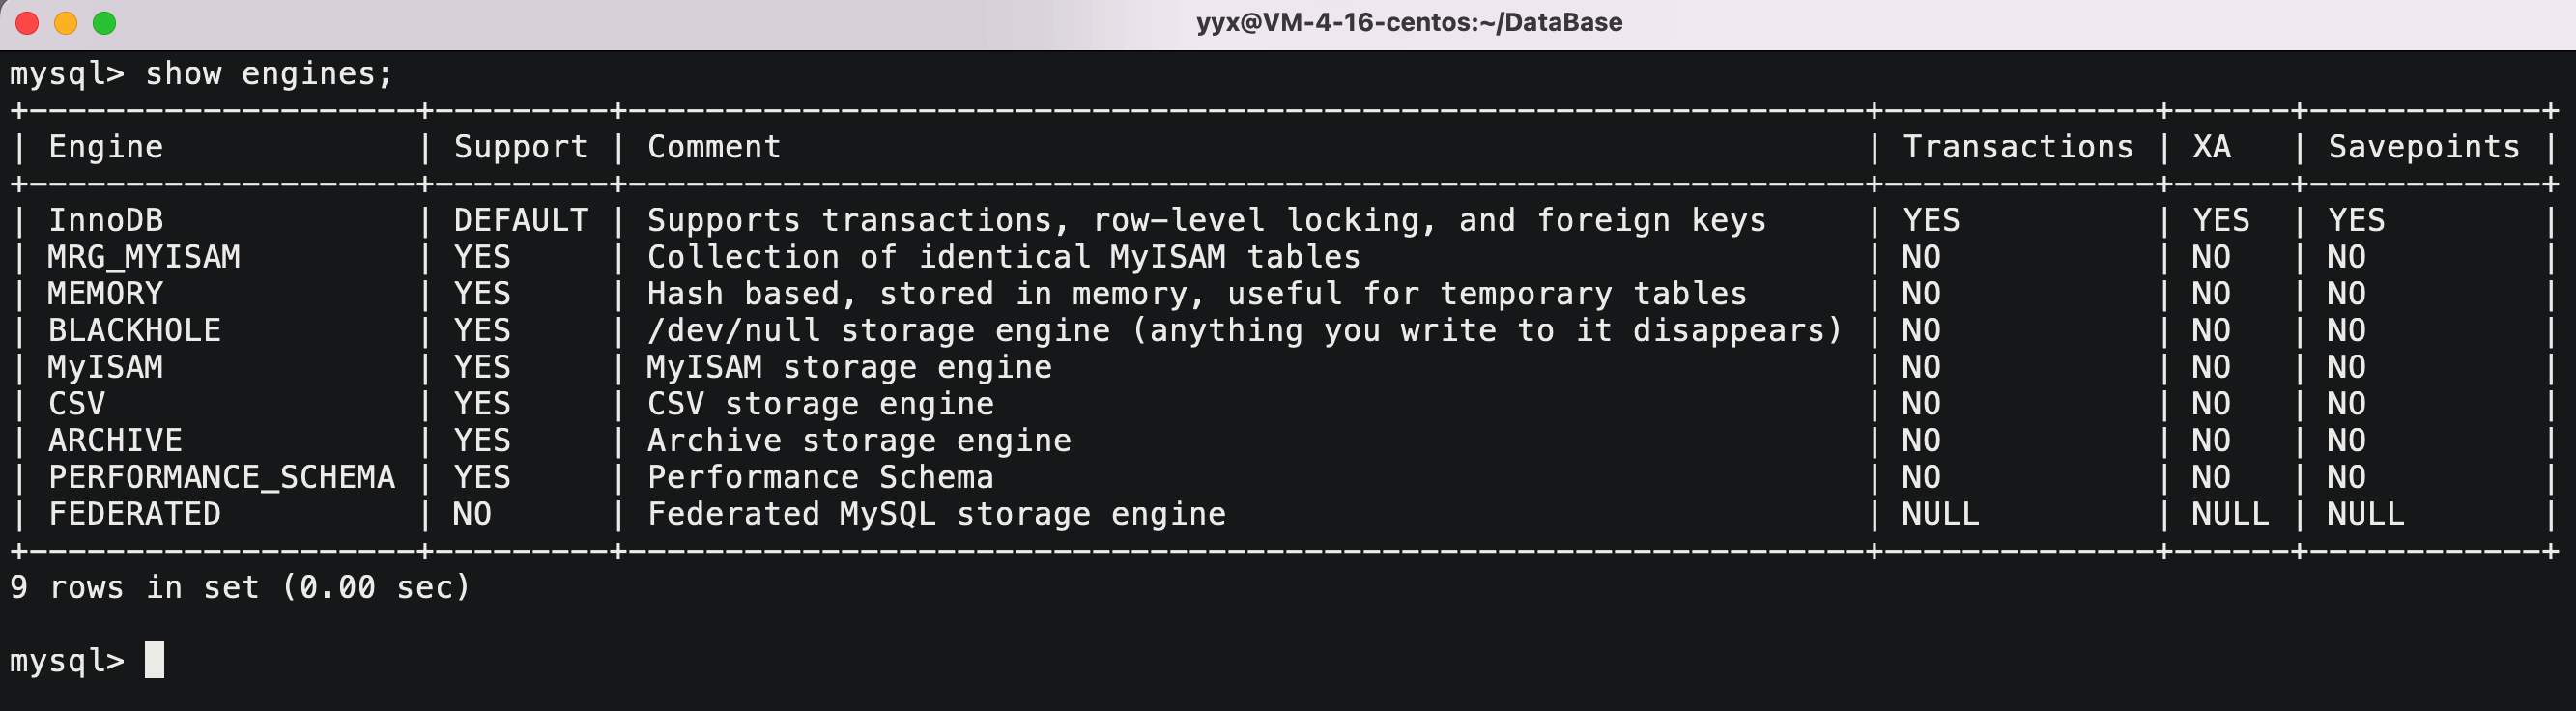 yyx@VM-4-16-centos:~/DataBase
mysql> show engines;
+--------------------+---------+----------------------------------------------------------------+--------------+------+------------+
| Engine             | Support | Comment                                                        | Transactions | XA   | Savepoints |
+--------------------+---------+----------------------------------------------------------------+--------------+------+------------+
| InnoDB             | DEFAULT | Supports transactions, row-level locking, and foreign keys     | YES          | YES  | YES        |
| MRG_MYISAM         | YES     | Collection of identical MyISAM tables                          | NO           | NO   | NO         |
| MEMORY             | YES     | Hash based, stored in memory, useful for temporary tables      | NO           | NO   | NO         |
| BLACKHOLE          | YES     | /dev/null storage engine (anything you write to it disappears) | NO           | NO   | NO         |
| MyISAM             | YES     | MyISAM storage engine                                          | NO           | NO   | NO         |
| CSV                | YES     | CSV storage engine                                             | NO           | NO   | NO         |
| ARCHIVE            | YES     | Archive storage engine                                         | NO           | NO   | NO         |
| PERFORMANCE_SCHEMA | YES     | Performance Schema                                             | NO           | NO   | NO         |
| FEDERATED          | NO      | Federated MySQL storage engine                                 | NULL         | NULL | NULL       |
+--------------------+---------+----------------------------------------------------------------+--------------+------+------------+
9 rows in set (0.00 sec)
mysql>